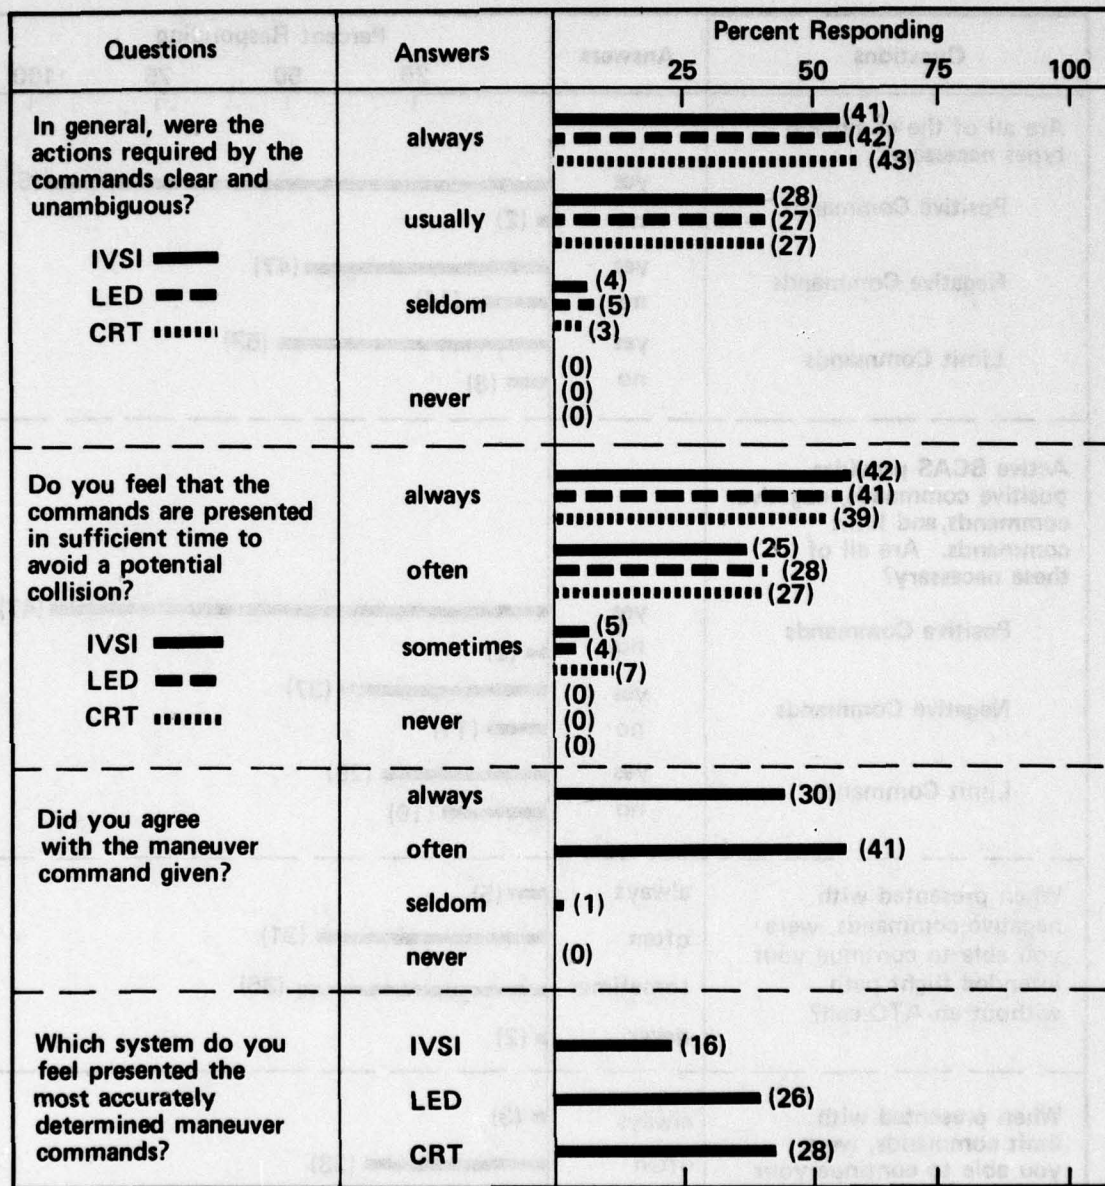 Questions
Answers
Percent Responding
25 50 75 100
In general, were the
actions required by the
commands clear and
unambiguous?
IVSI
LED
CRT
always
(41)
(42)
(43)
usually
(28)
(27)
(27)
seldom
(4)
(5)
(3)
never
(0)
(0)
(0)
Do you feel that the
commands are presented
in sufficient time to
avoid a potential
collision?
IVSI
LED
CRT
always
(42)
(41)
(39)
often
(25)
(28)
(27)
sometimes
(5)
(4)
(7)
never
(0)
(0)
(0)
Did you agree
with the maneuver
command given?
always (30)
often (41)
seldom (1)
never (0)
Which system do you
feel presented the
most accurately
determined maneuver
commands?
IVSI (16)
LED (26)
CRT (28)